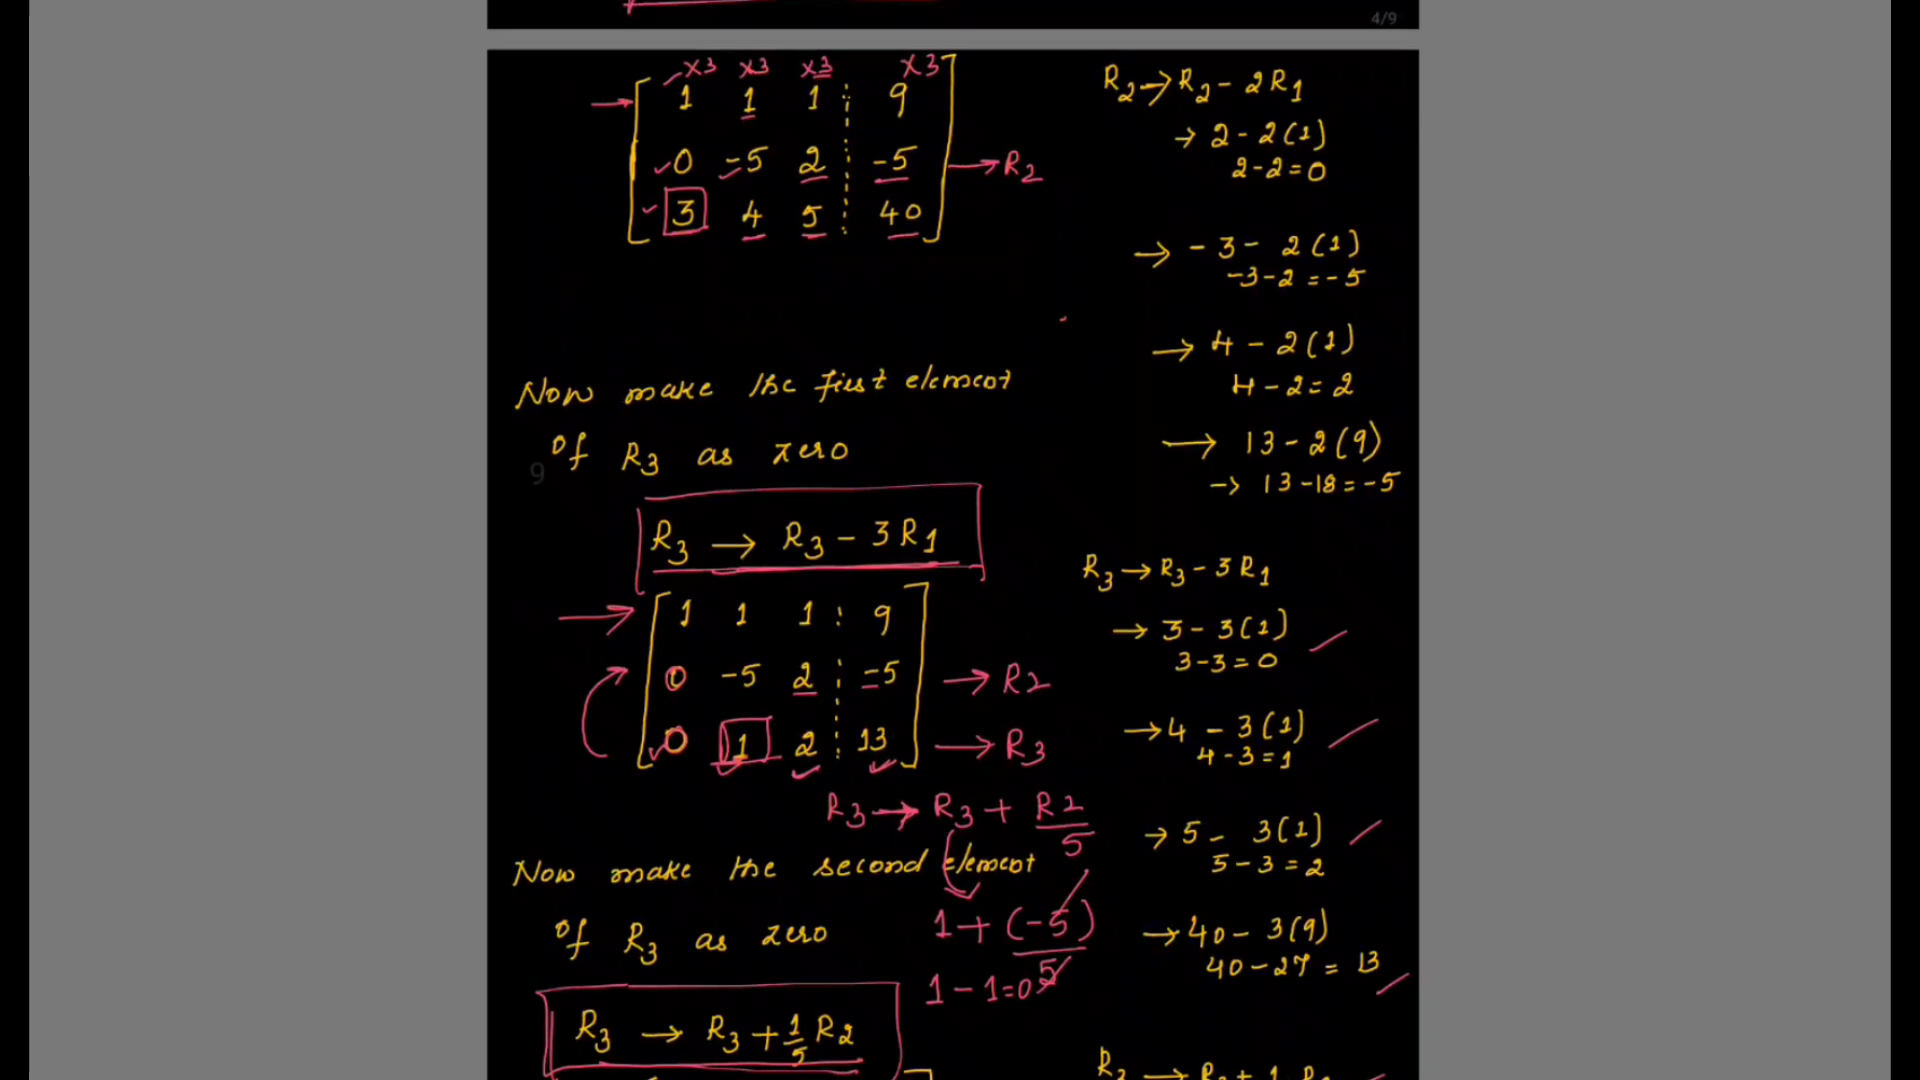 4/9
×3 ×3 ×3 ×3
1 1 1 9
0 -5 2 -5 → R2
3 4 5 40
Now make the first element
of R3 as zero
9
R3 → R3 - 3R1
1 1 1 9
0 -5 2 -5 → R2
0 1 2 13 → R3
R3 → R3 + R2/5
Now make the second element
of R3 as zero
1 + (-5)/5
1 - 1 = 0
R3 → R3 + 1/5 R2
R2 → R2 - 2R1
→ 2 - 2(1)
2 - 2 = 0
→ -3 - 2(1)
-3 - 2 = -5
→ 4 - 2(1)
4 - 2 = 2
→ 13 - 2(9)
→ 13 - 18 = -5
R3 → R3 - 3R1
→ 3 - 3(1)
3 - 3 = 0
→ 4 - 3(1)
4 - 3 = 1
→ 5 - 3(1)
5 - 3 = 2
→ 40 - 3(9)
40 - 27 = 13